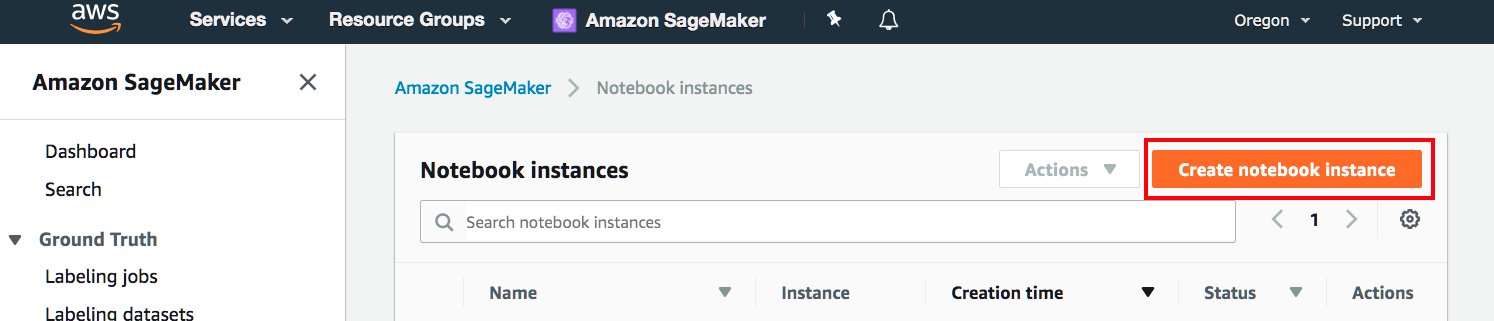 aws Services Resource Groups Amazon SageMaker Oregon Support
Amazon SageMaker
Amazon SageMaker Notebook instances
Dashboard
Search
Ground Truth
Labeling jobs
Labeling datasets
Notebook instances Actions Create notebook instance
Search notebook instances 1
Name Instance Creation time Status Actions